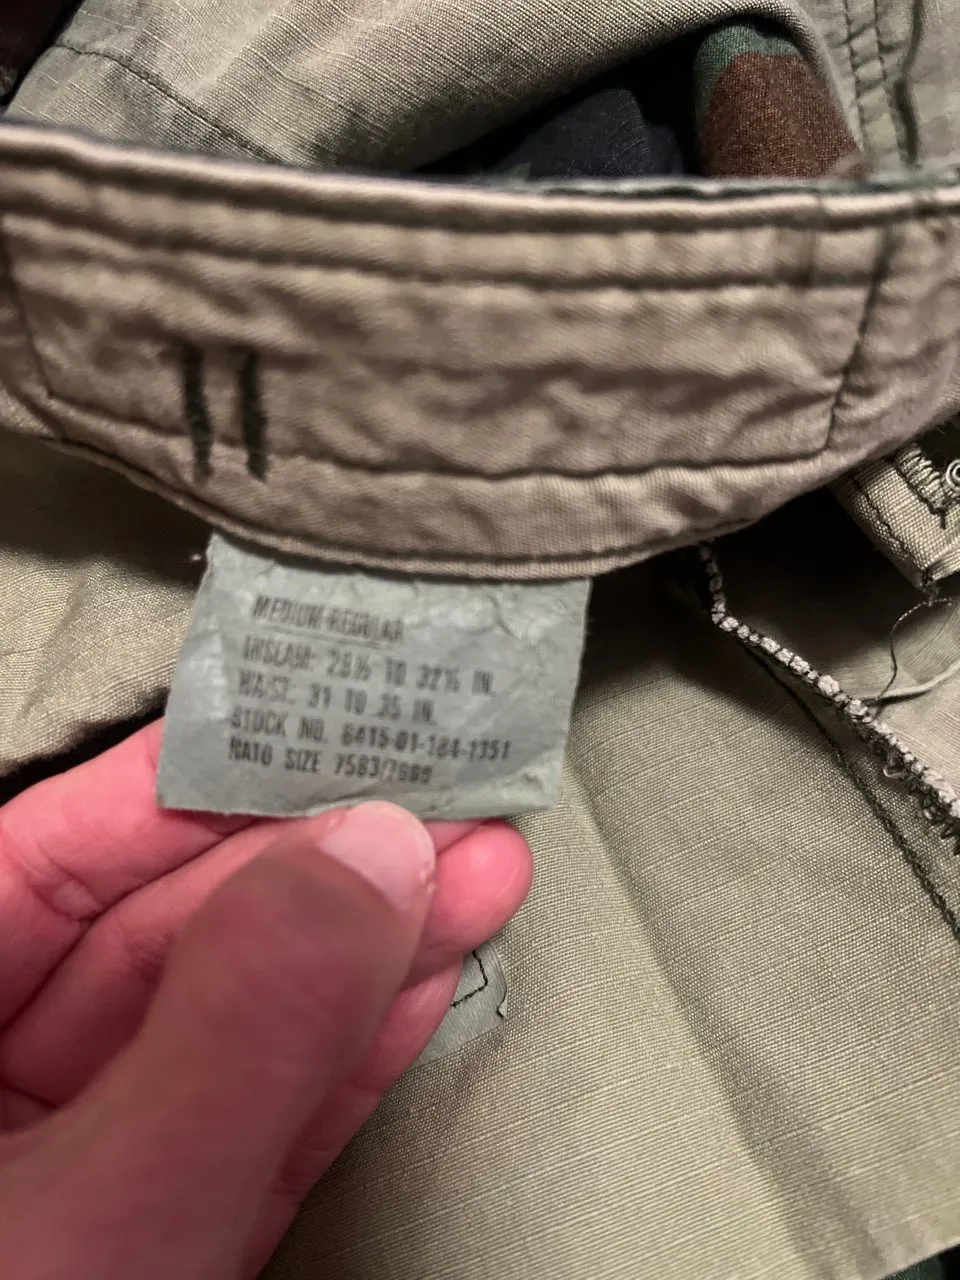 MEDIUM-REGULAR
INSEAM: 29½ TO 32½ IN.
WAIST: 31 TO 35 IN.
STOCK NO. 8415-01-184-1351
NATO SIZE 7583/7989